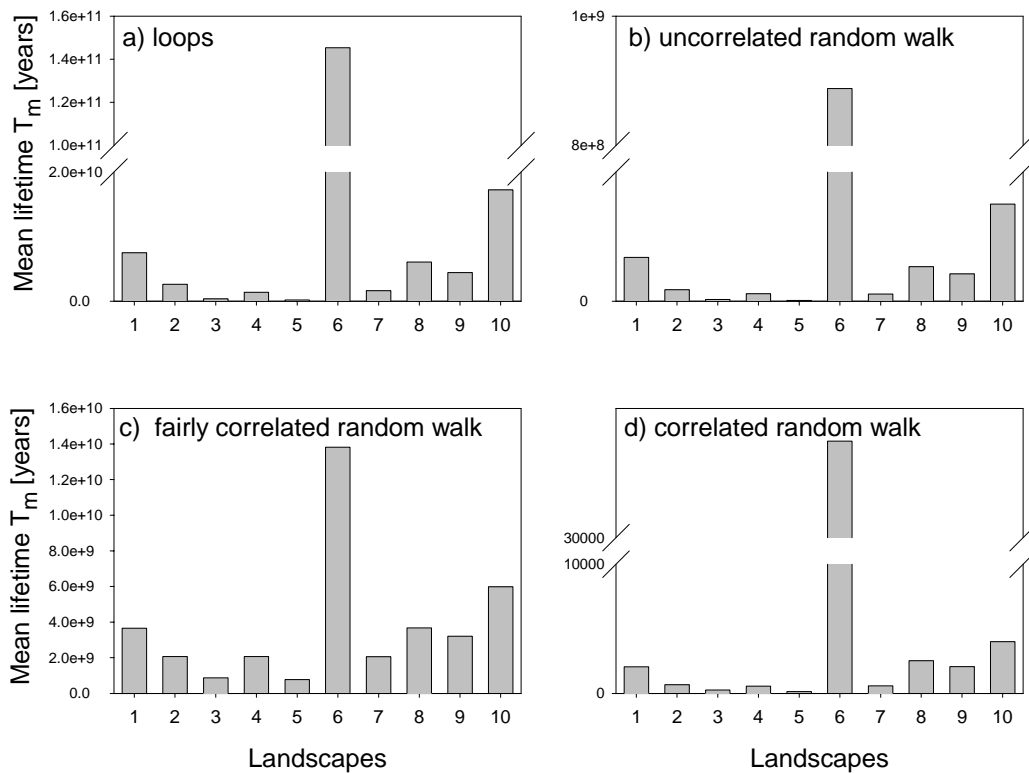 a) loops
Mean lifetime T_m [years]
1.6e+11
1.4e+11
1.2e+11
1.0e+11
2.0e+10
0.0
1 2 3 4 5 6 7 8 9 10
b) uncorrelated random walk
1e+9
8e+8
0
1 2 3 4 5 6 7 8 9 10
c) fairly correlated random walk
Mean lifetime T_m [years]
1.6e+10
1.4e+10
1.2e+10
1.0e+10
8.0e+9
6.0e+9
4.0e+9
2.0e+9
0.0
1 2 3 4 5 6 7 8 9 10
Landscapes
d) correlated random walk
30000
10000
0
1 2 3 4 5 6 7 8 9 10
Landscapes